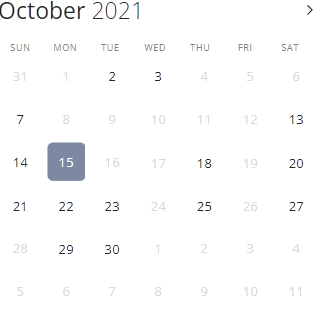 October 2021 >
SUN MON TUE WED THU FRI SAT
31 1 2 3 4 5 6
7 8 9 10 11 12 13
14 15 16 17 18 19 20
21 22 23 24 25 26 27
28 29 30 1 2 3 4
5 6 7 8 9 10 11